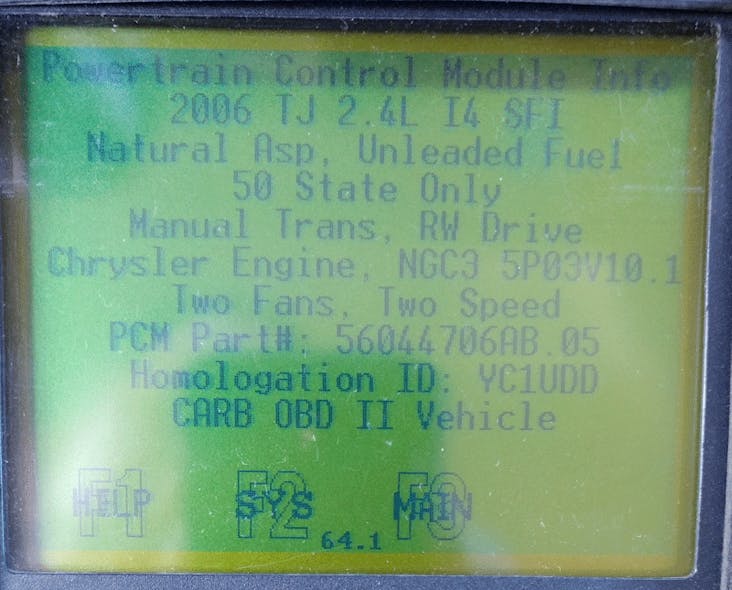 Powertrain Control Module Info
2006 TJ 2.4L I4 SFI
Natural Asp, Unleaded Fuel
50 State Only
Manual Trans, RW Drive
Chrysler Engine, NGC3 5P03V10.1
Two Fans, Two Speed
PCM Part#: 56044706AB.05
Homologation ID: YC1UDD
CARB OBD II Vehicle
F1 HELP F2 SYS F3 MAIN
64.1